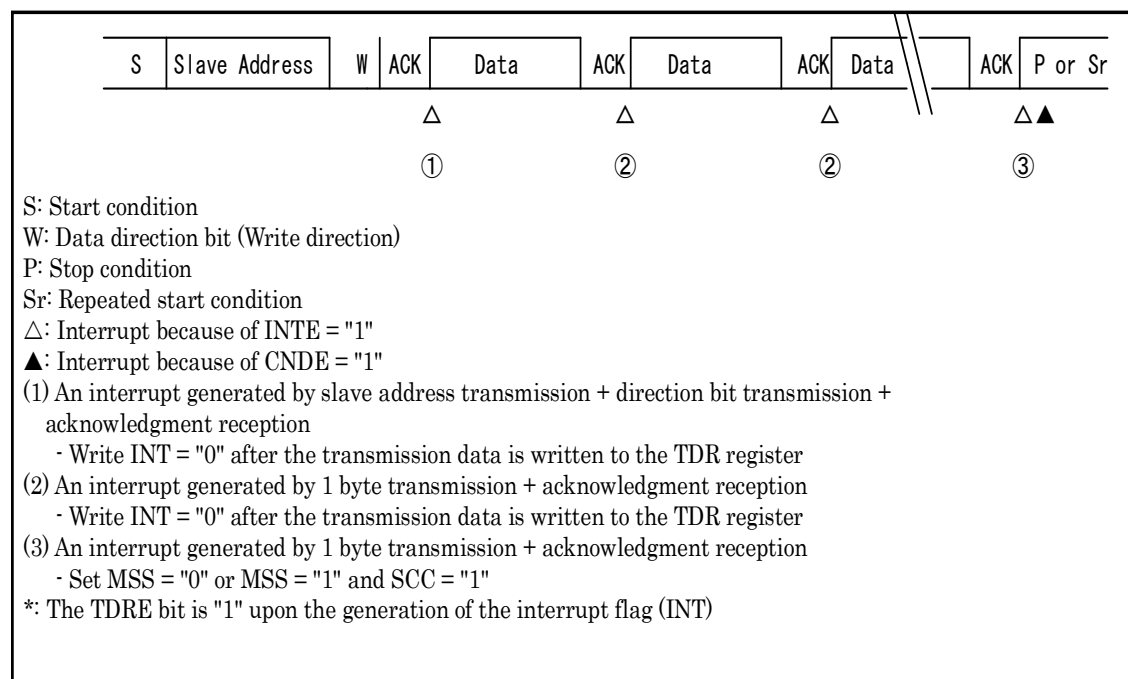 S Slave Address W ACK Data ACK Data ACK Data ACK P or Sr
△ △ △ △▲
① ② ② ③
S: Start condition
W: Data direction bit (Write direction)
P: Stop condition
Sr: Repeated start condition
△: Interrupt because of INTE = "1"
▲: Interrupt because of CNDE = "1"
(1) An interrupt generated by slave address transmission + direction bit transmission +
acknowledgment reception
- Write INT = "0" after the transmission data is written to the TDR register
(2) An interrupt generated by 1 byte transmission + acknowledgment reception
- Write INT = "0" after the transmission data is written to the TDR register
(3) An interrupt generated by 1 byte transmission + acknowledgment reception
- Set MSS = "0" or MSS = "1" and SCC = "1"
*: The TDRE bit is "1" upon the generation of the interrupt flag (INT)